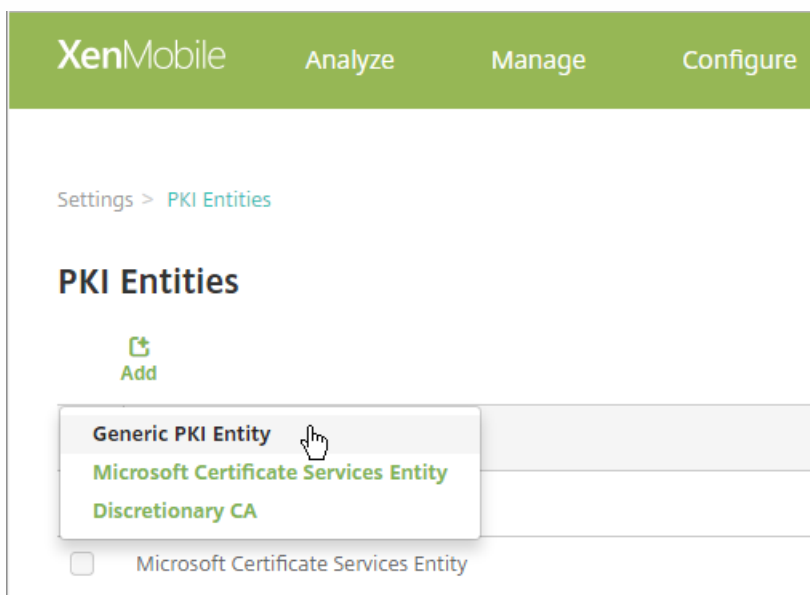 XenMobile Analyze Manage Configure
Settings > PKI Entities
PKI Entities
Add
Generic PKI Entity
Microsoft Certificate Services Entity
Discretionary CA
Microsoft Certificate Services Entity